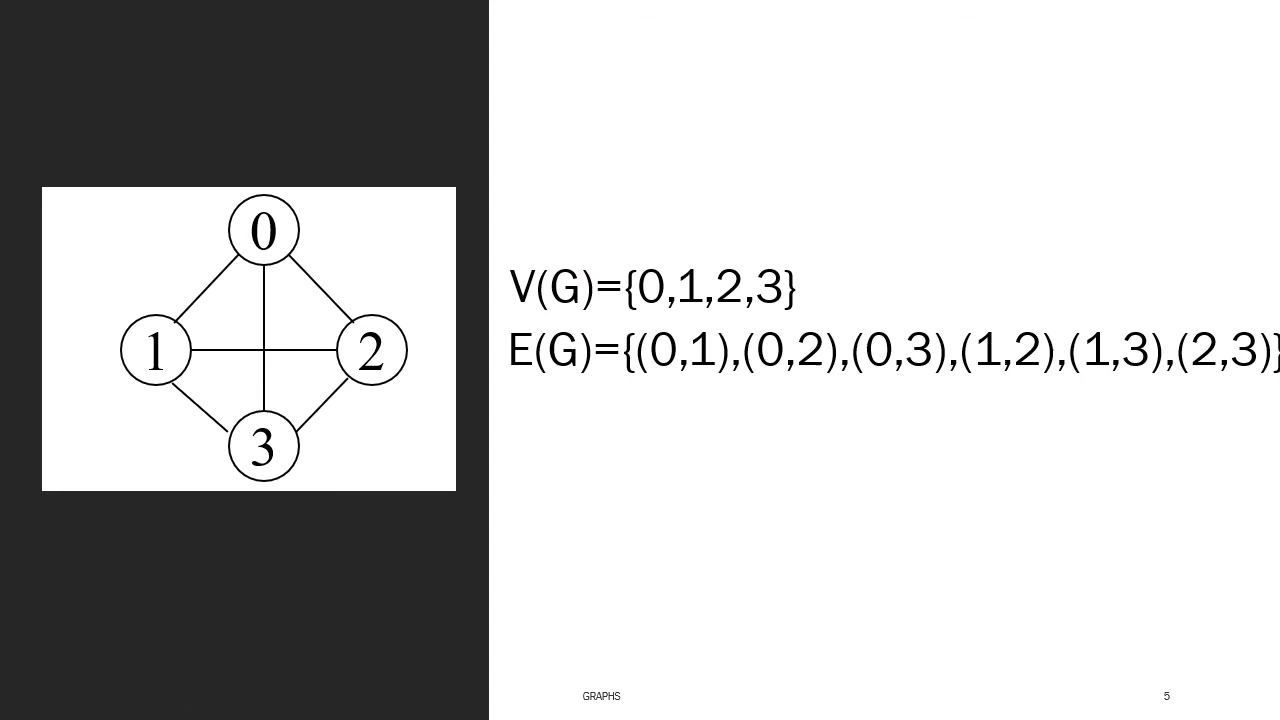 0
1
2
3
V(G)={0,1,2,3}
E(G)={(0,1),(0,2),(0,3),(1,2),(1,3),(2,3)}
GRAPHS
5